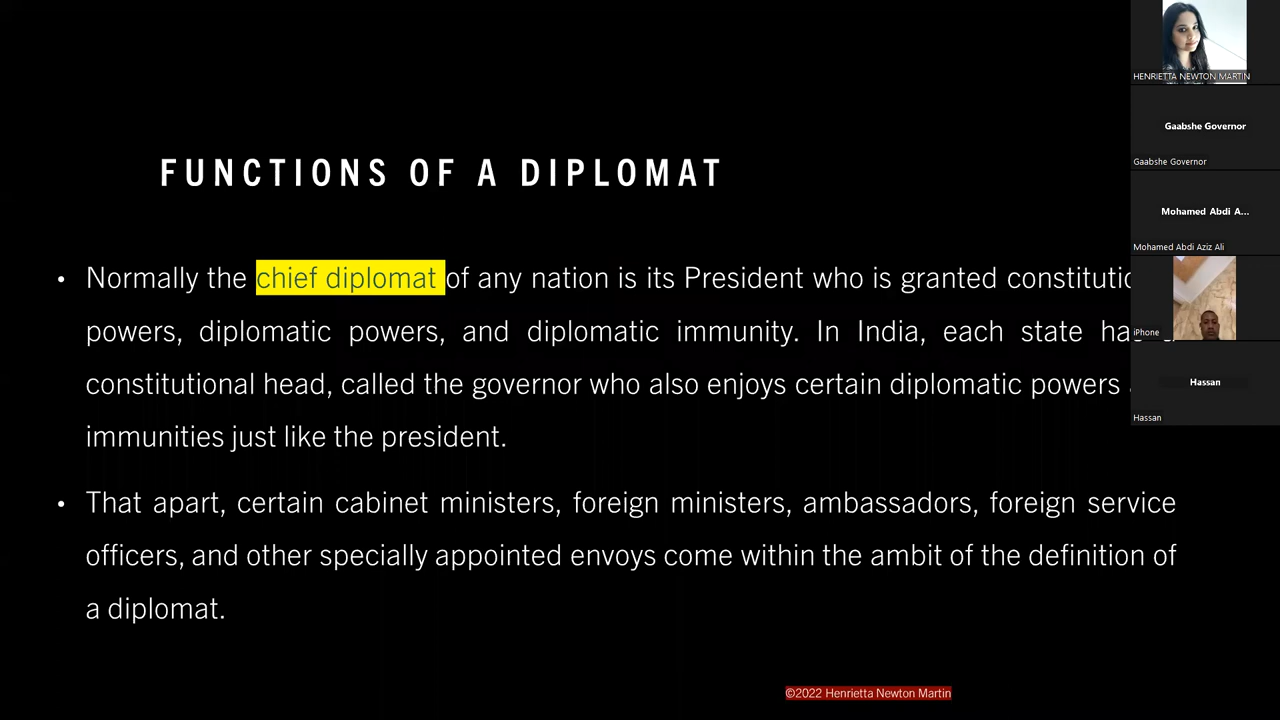 FUNCTIONS OF A DIPLOMAT
• Normally the chief diplomat of any nation is its President who is granted
powers, diplomatic powers, and diplomatic immunity. In India, each state
constitutional head, called the governor who also enjoys certain diplomatic powers
immunities just like the president.
• That apart, certain cabinet ministers, foreign ministers, ambassadors, foreign service
officers, and other specially appointed envoys come within the ambit of the definition of
a diplomat.
©2022 Henrietta Newton Martin
HENRIETTA NEWTON MARTIN
Gaabshe Governor
Gaabshe Governor
Mohamed Abdi A...
Mohamed Abdi Aziz Ali
iPhone
Hassan
Hassan